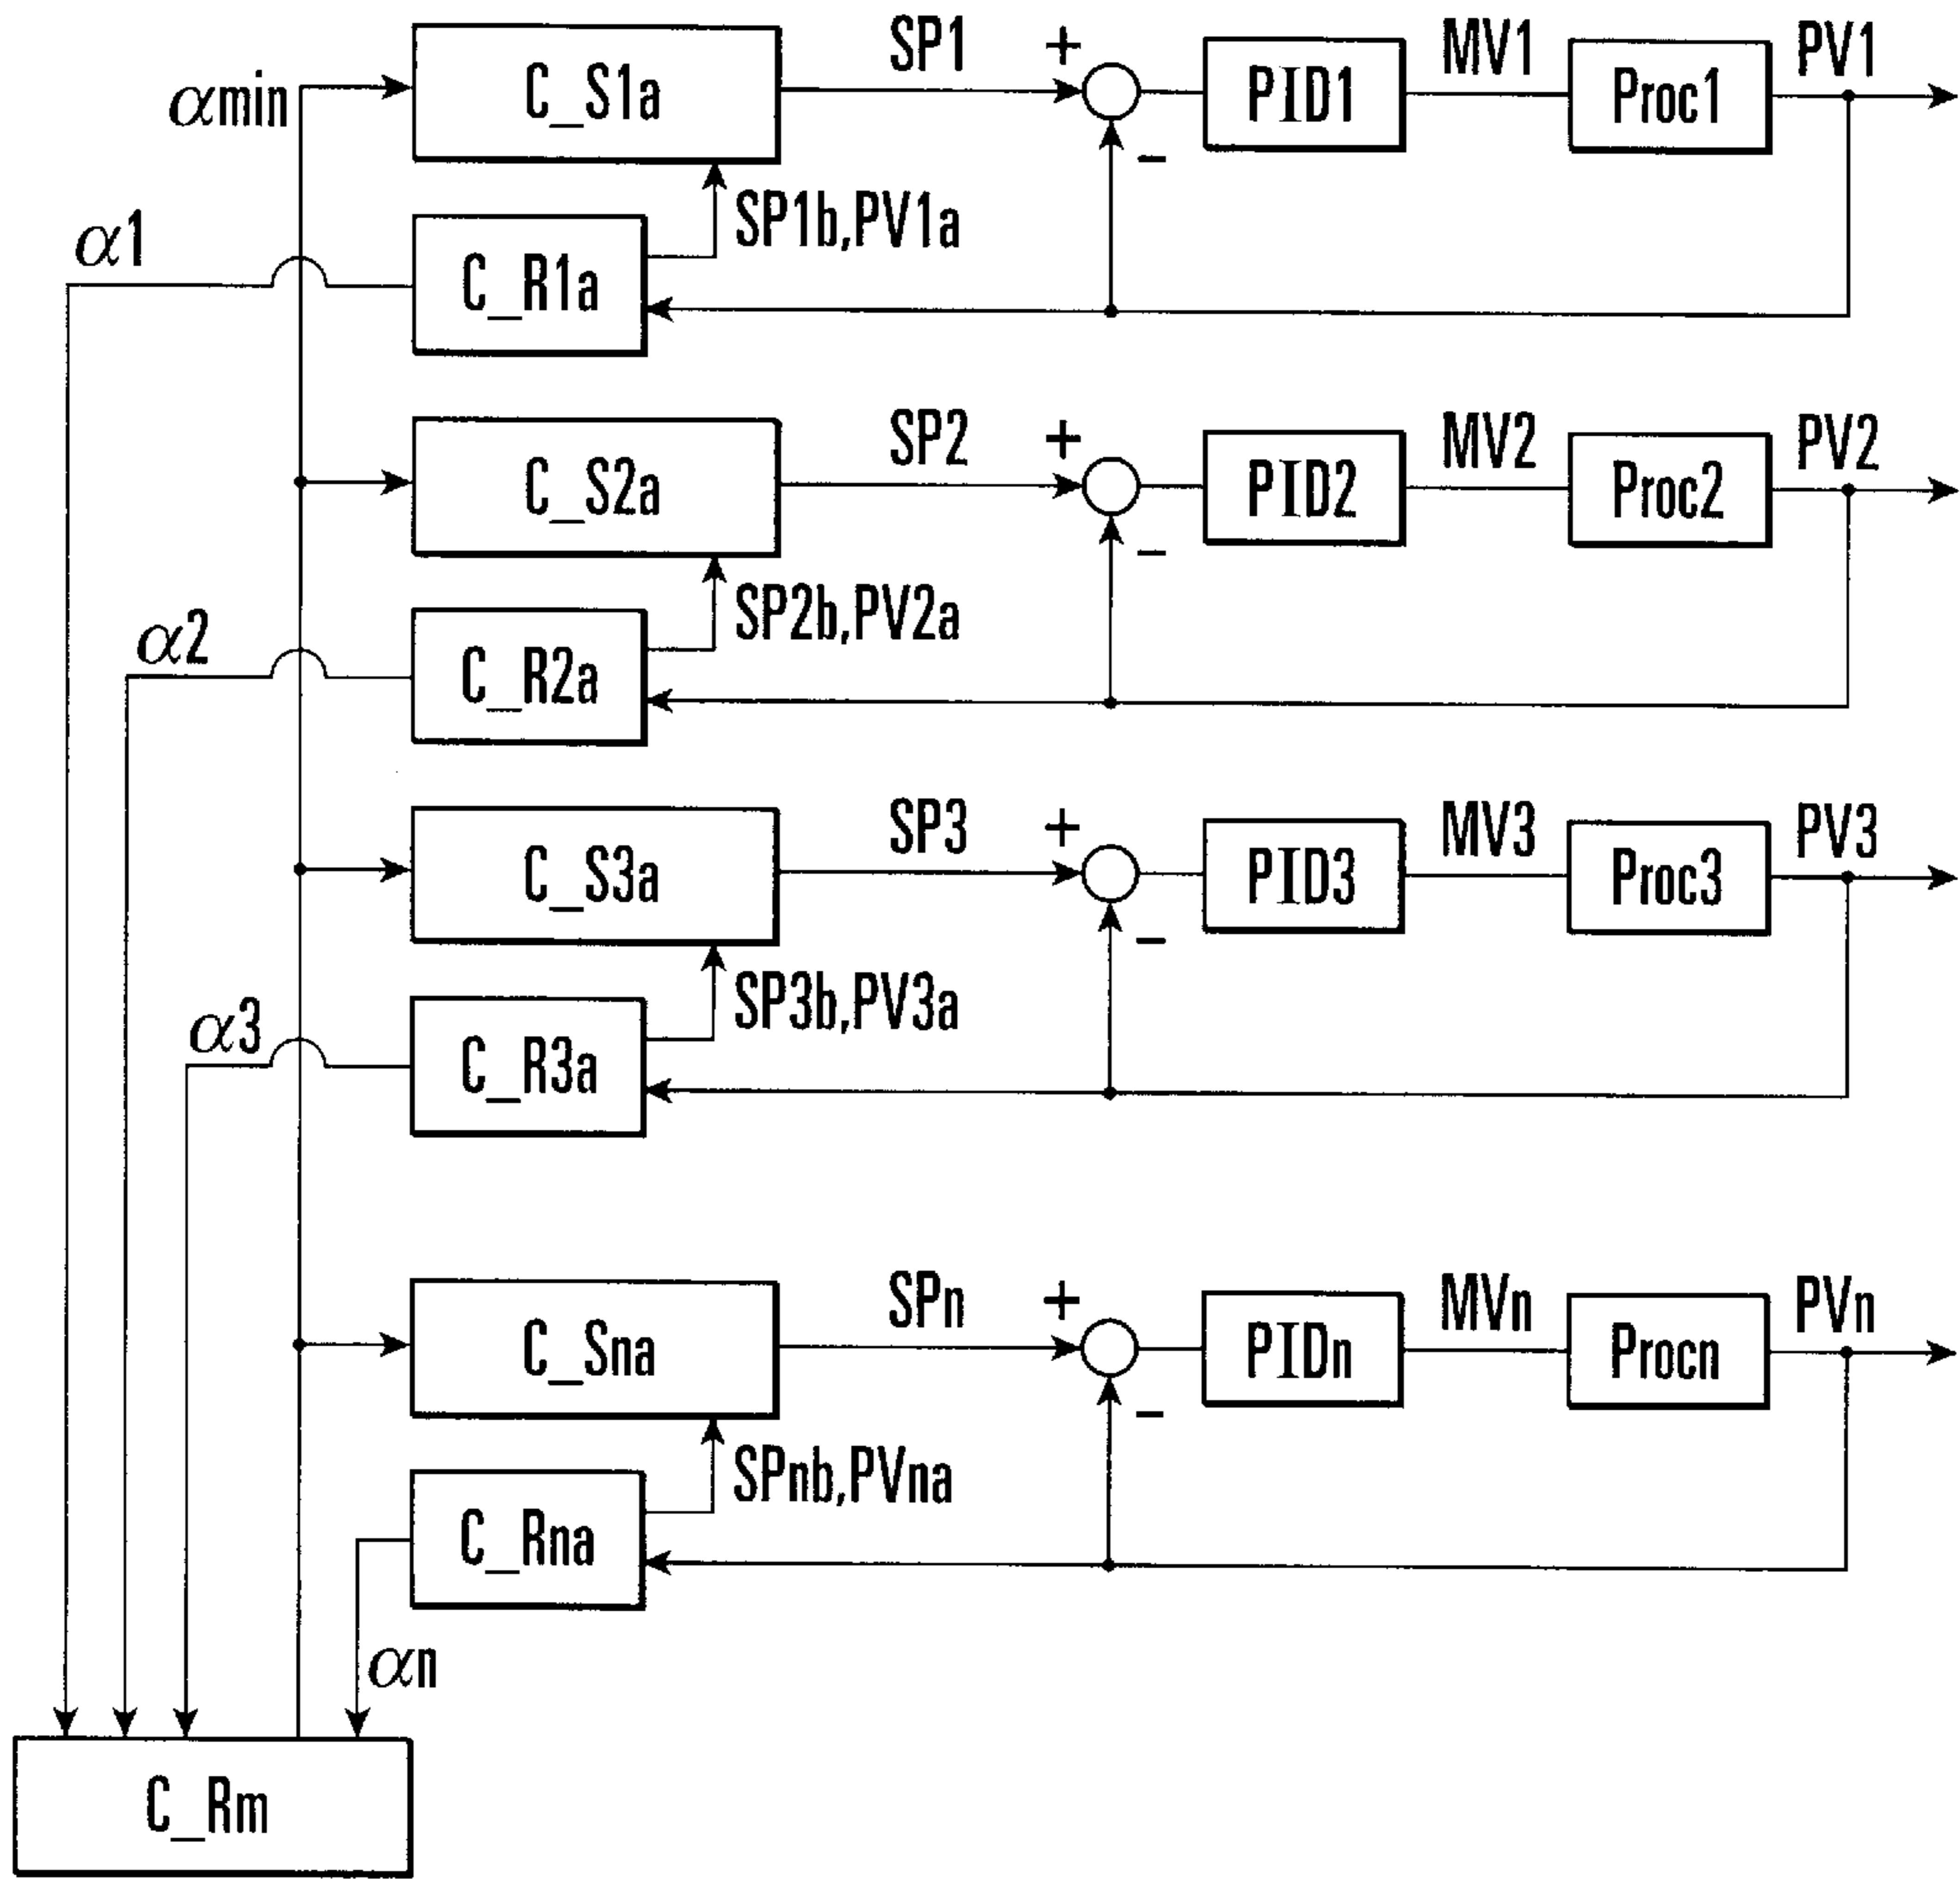 SP1 + MV1 PV1
αmin C_S1a PID1 Proc1
−
α1 SP1b,PV1a
C_R1a
SP2 + MV2 PV2
C_S2a PID2 Proc2
−
α2 SP2b,PV2a
C_R2a
SP3 + MV3 PV3
C_S3a PID3 Proc3
−
α3 SP3b,PV3a
C_R3a
SPn + MVn PVn
C_Sna PIDn Procn
−
SPnb,PVna
C_Rna
αn
C_Rm